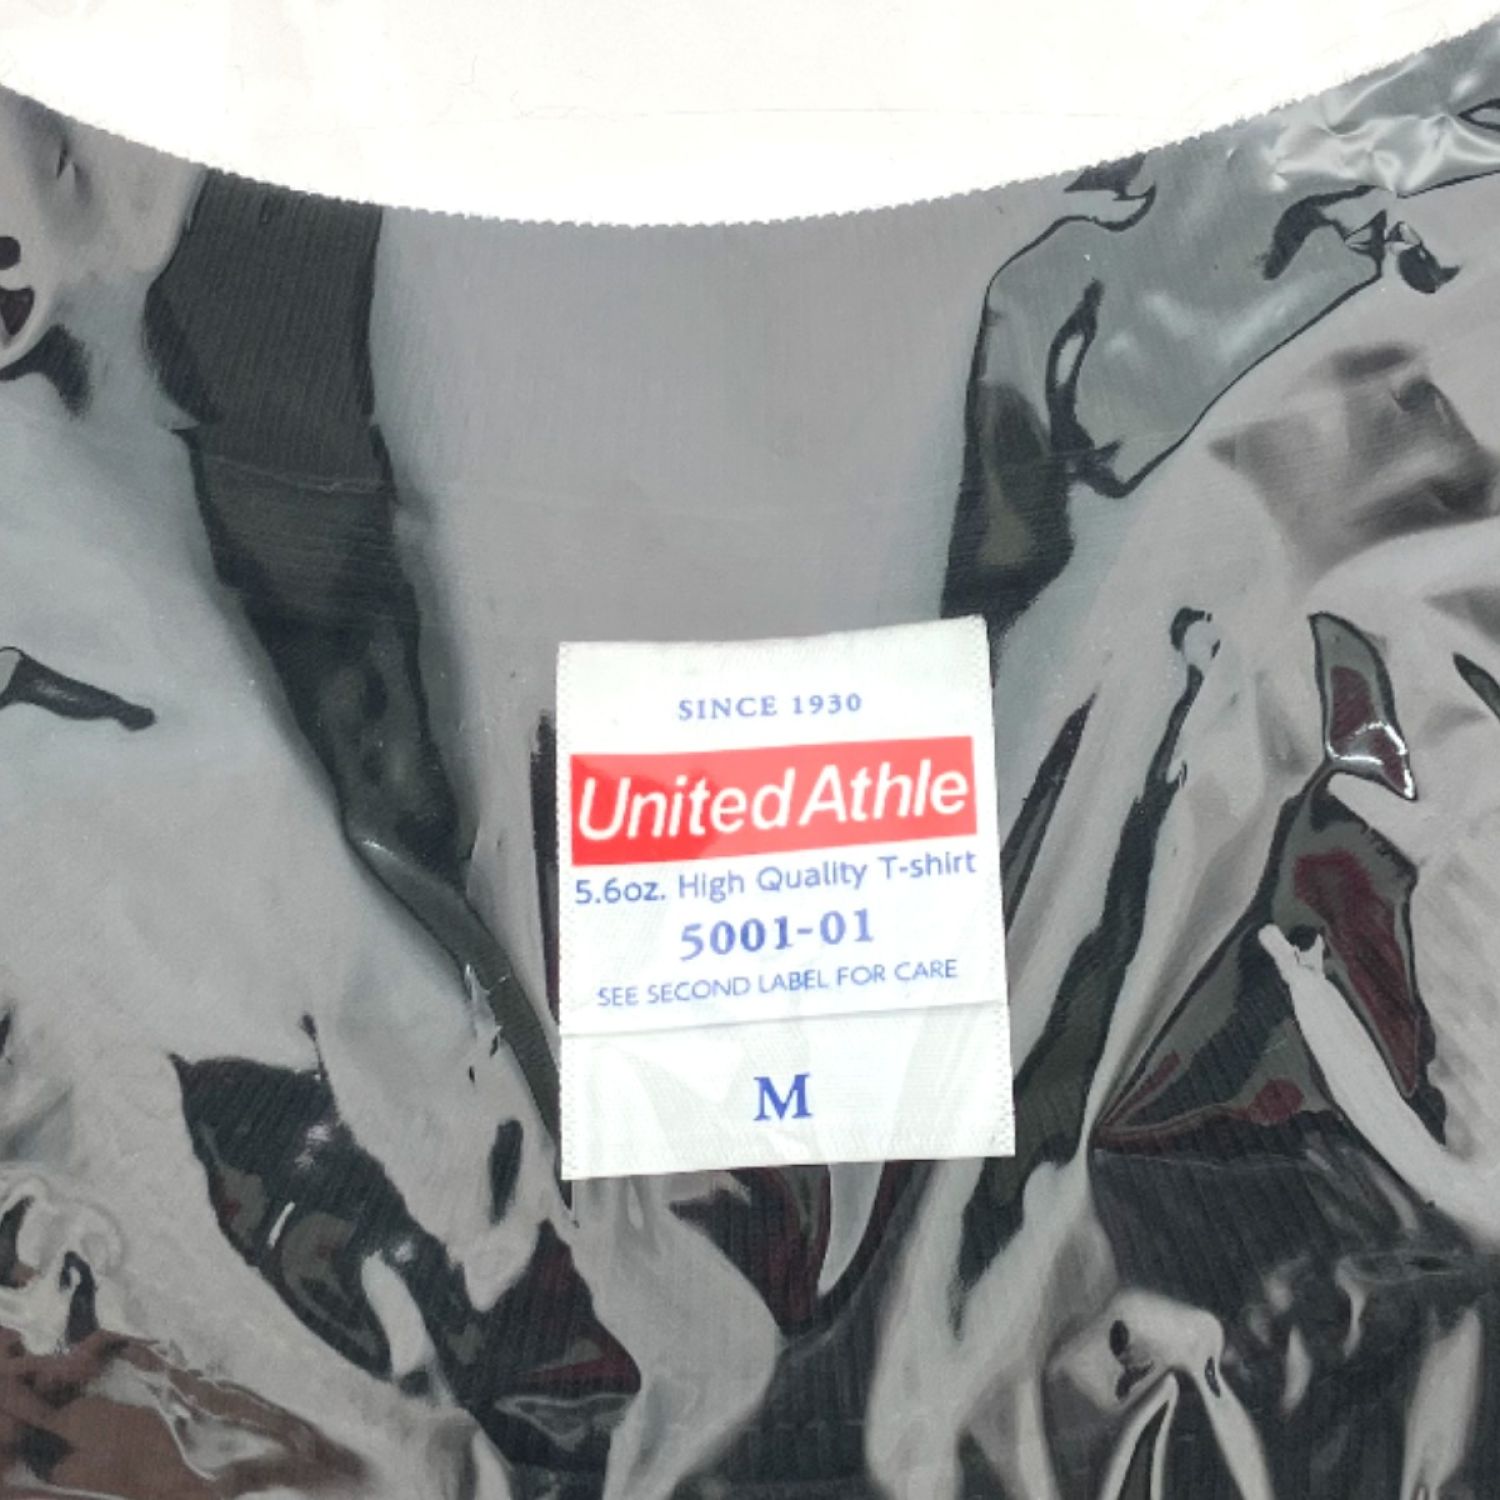 SINCE 1930
United Athle
5.6oz. High Quality T-shirt
5001-01
SEE SECOND LABEL FOR CARE
M